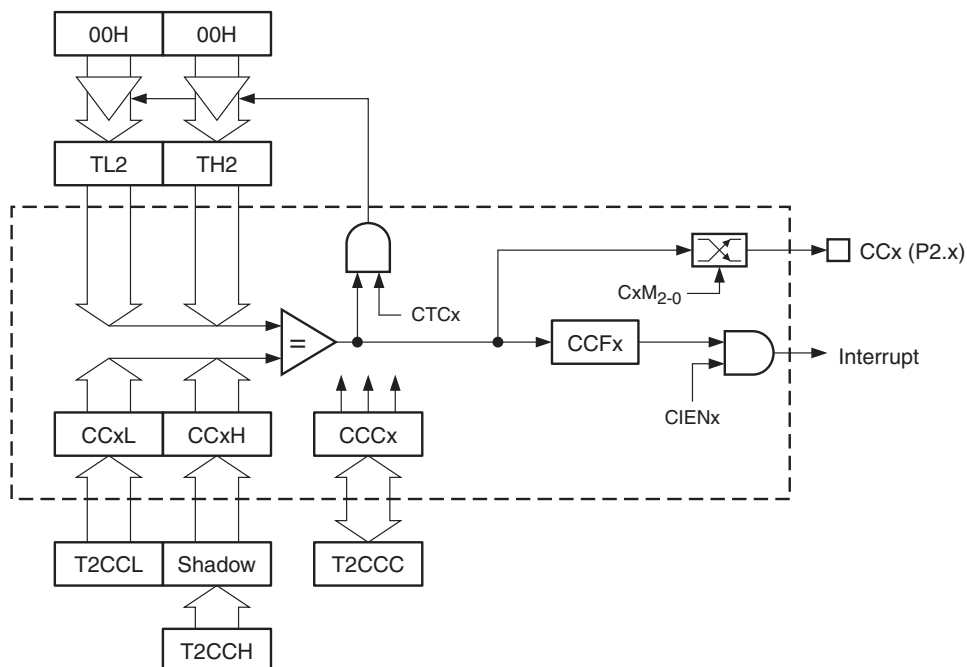 00H 00H
TL2 TH2
CCx (P2.x)
CxM2-0
CTCx
=
CCFx
Interrupt
CIENx
CCxL CCxH CCCx
T2CCL Shadow T2CCC
T2CCH